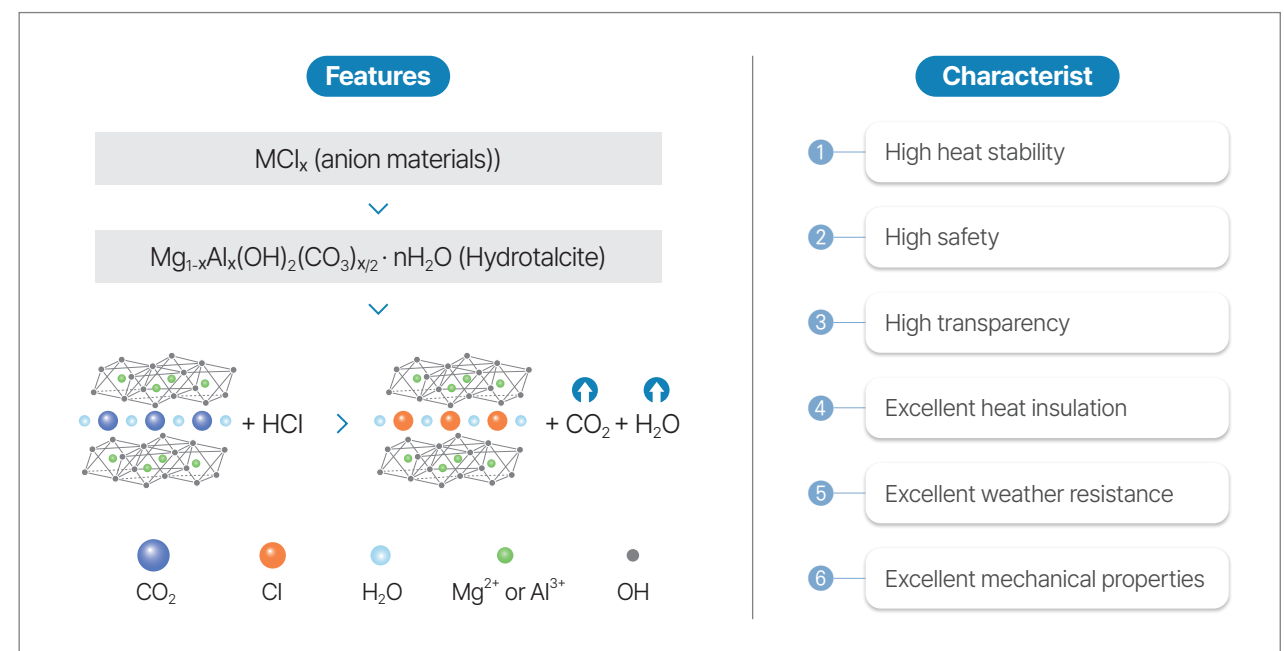 Features
MClₓ (anion materials))
Mg₁₋ₓAlₓ(OH)₂(CO₃)ₓ/₂ · nH₂O (Hydrotalcite)
+ HCl > + CO₂ + H₂O
CO₂ Cl H₂O Mg²⁺ or Al³⁺ OH
Characterist
1 High heat stability
2 High safety
3 High transparency
4 Excellent heat insulation
5 Excellent weather resistance
6 Excellent mechanical properties